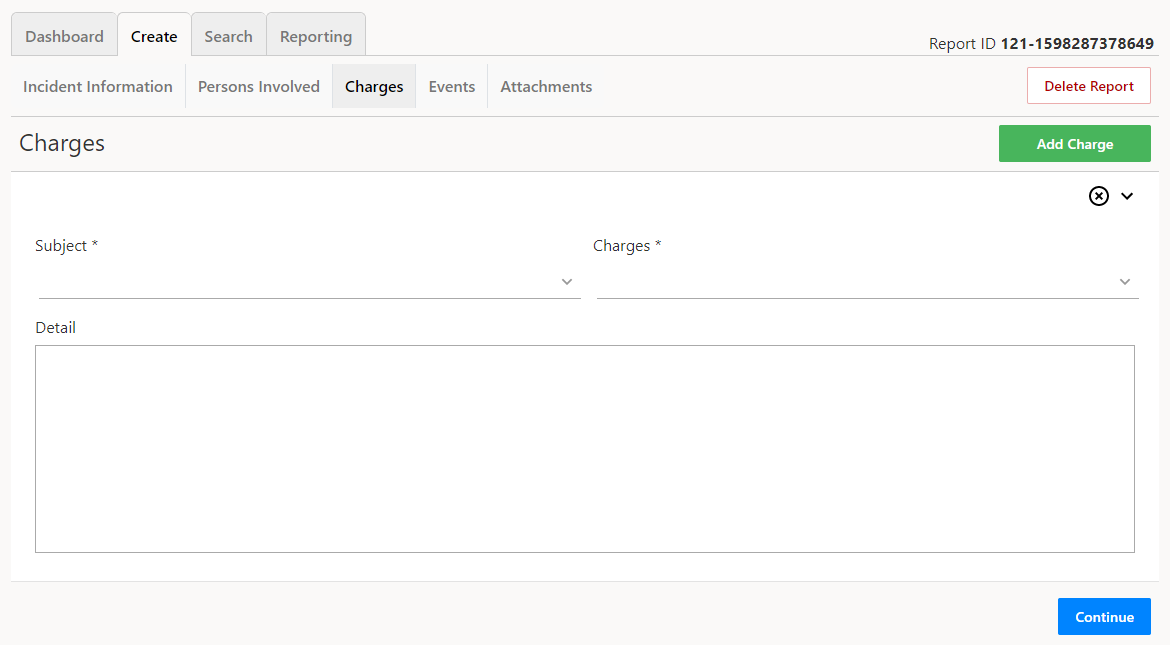 Dashboard Create Search Reporting
Report ID 121-1598287378649
Incident Information Persons Involved Charges Events Attachments Delete Report
Charges Add Charge
Subject * Charges *
Detail
Continue